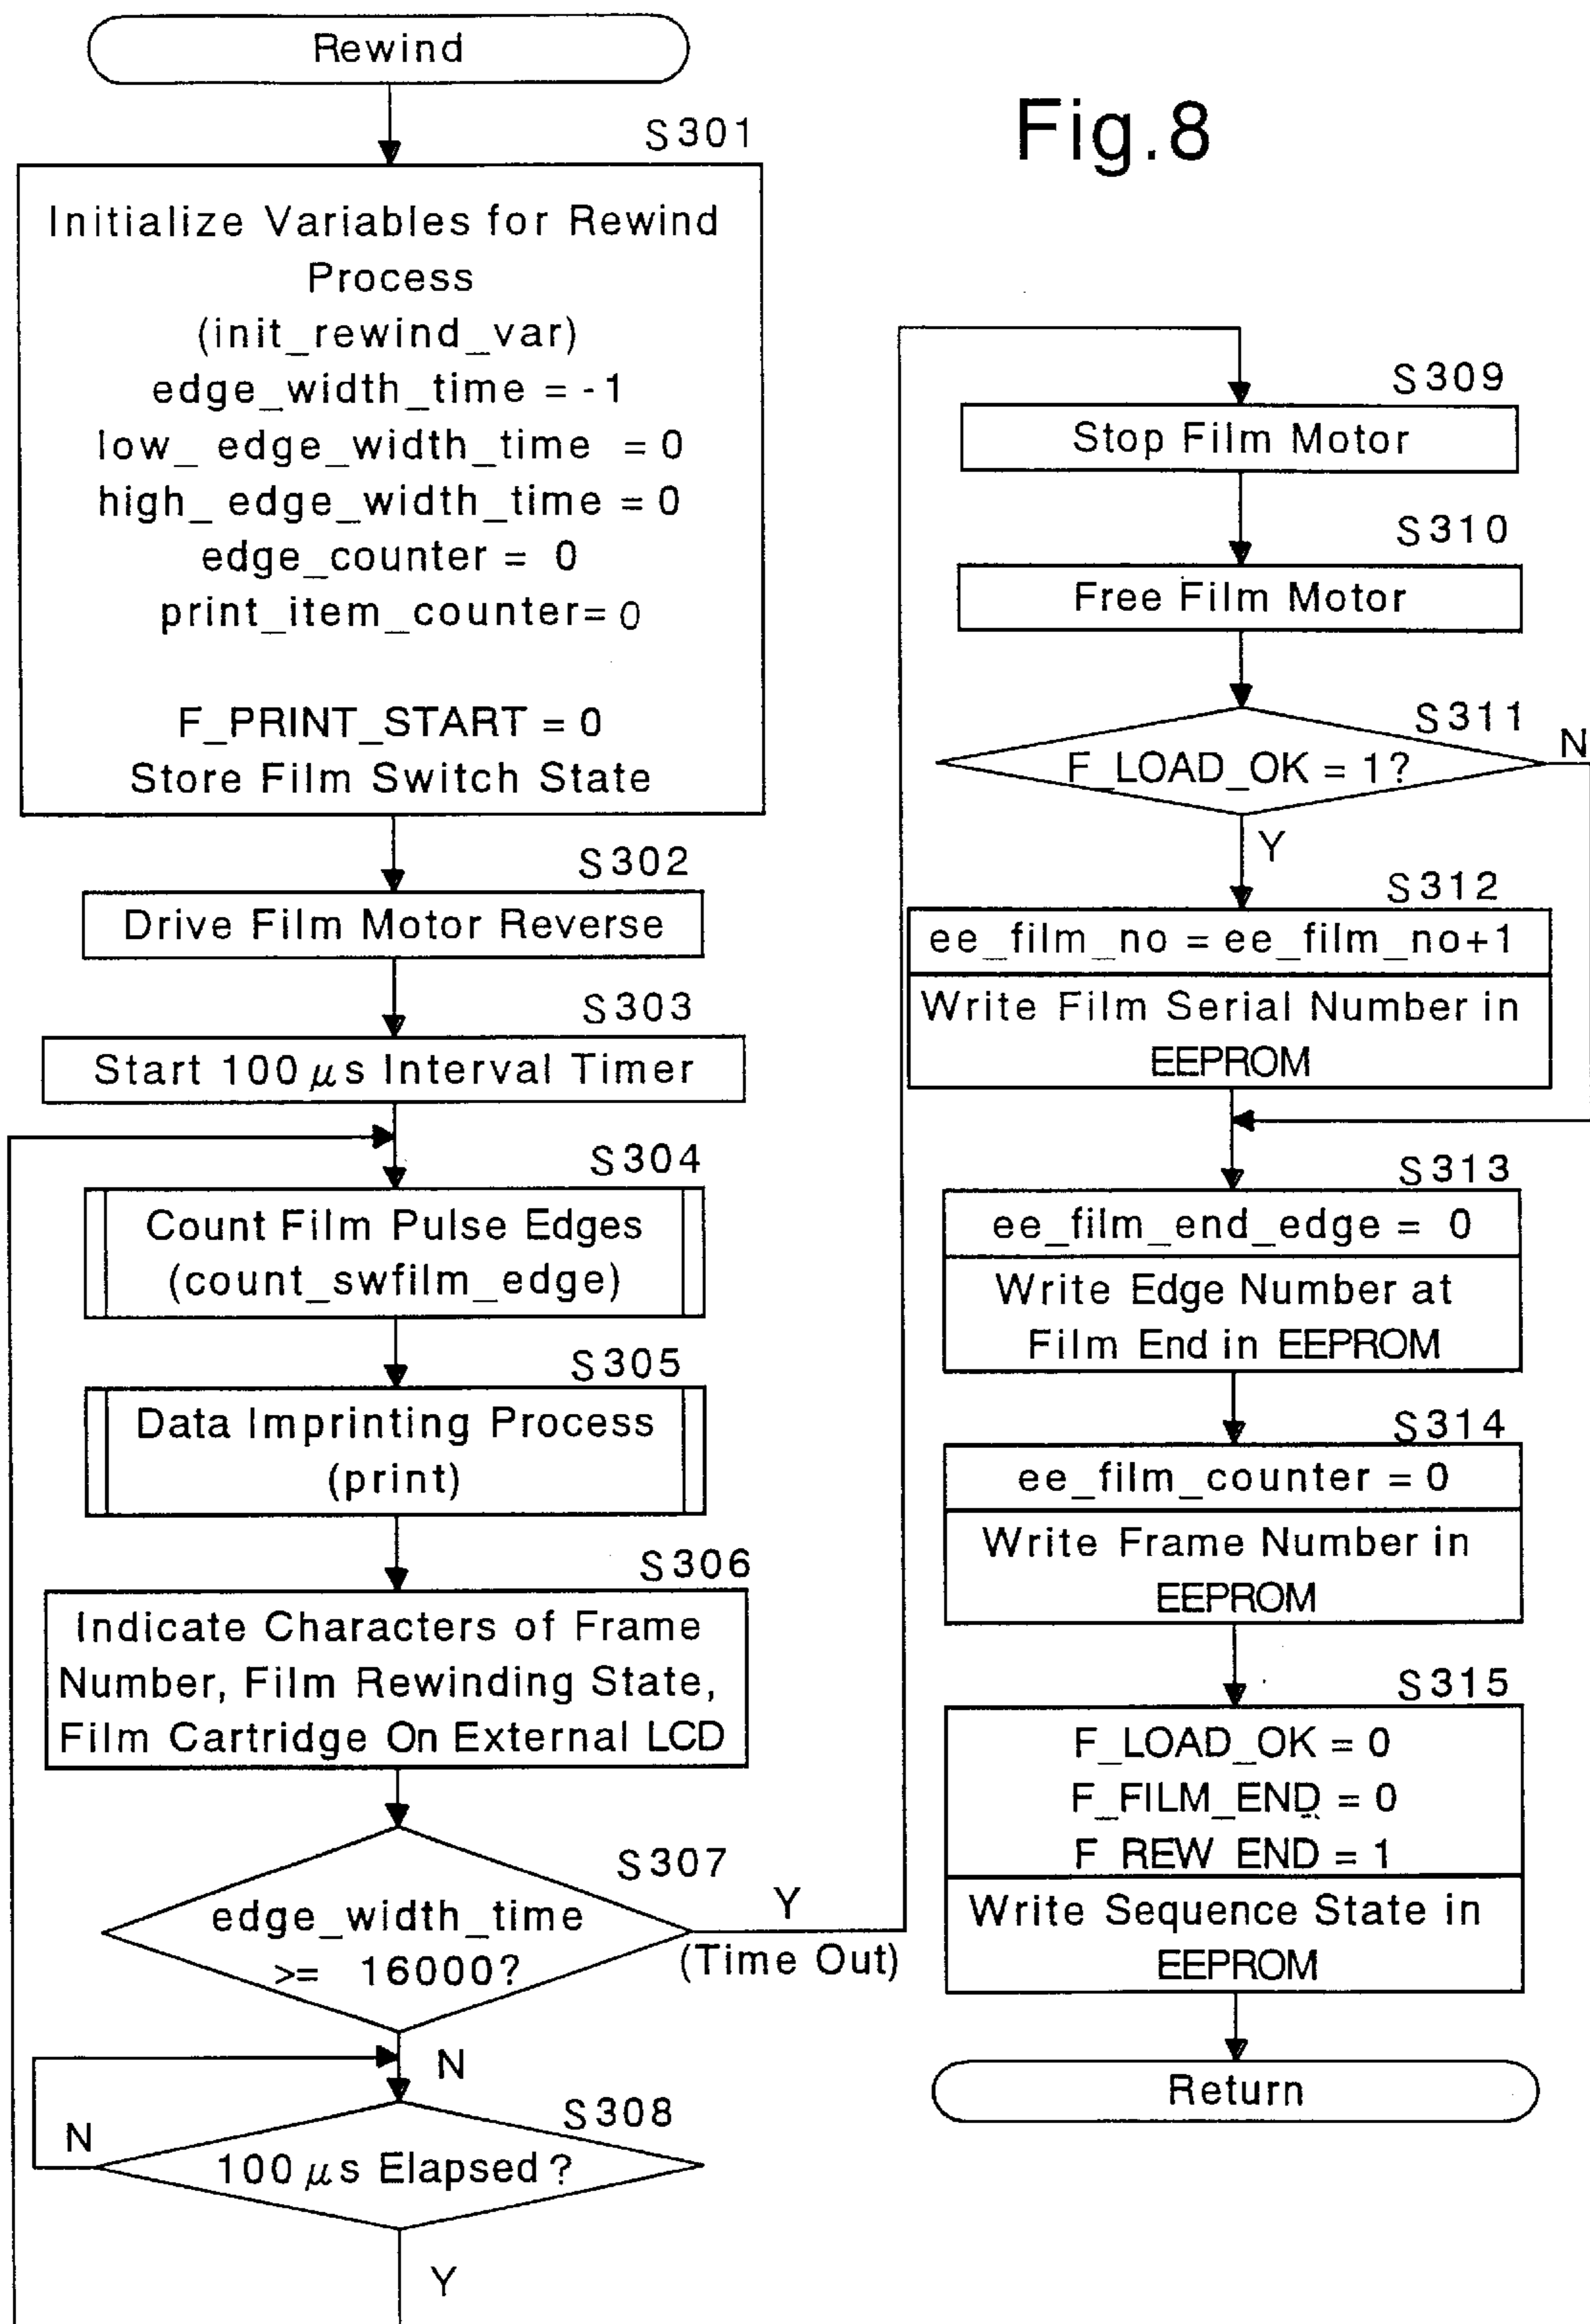 Rewind
Fig.8
S301
Initialize Variables for Rewind
Process
(init_rewind_var)
edge_width_time = -1
low_ edge_width_time = 0
high_ edge_width_time = 0
edge_counter = 0
print_item_counter= 0
F_PRINT_START = 0
Store Film Switch State
S302
Drive Film Motor Reverse
S303
Start 100 μs Interval Timer
S304
Count Film Pulse Edges
(count_swfilm_edge)
S305
Data Imprinting Process
(print)
S306
Indicate Characters of Frame
Number, Film Rewinding State,
Film Cartridge On External LCD
S307
edge_width_time
>= 16000?
Y
(Time Out)
N
S308
100 μs Elapsed ?
N
Y
S309
Stop Film Motor
S310
Free Film Motor
S311
F_LOAD_OK = 1?
N
Y
S312
ee_film_no = ee_film_no+1
Write Film Serial Number in
EEPROM
S313
ee_film_end_edge = 0
Write Edge Number at
Film End in EEPROM
S314
ee_film_counter = 0
Write Frame Number in
EEPROM
S315
F_LOAD_OK = 0
F_FILM_END = 0
F_REW_END = 1
Write Sequence State in
EEPROM
Return